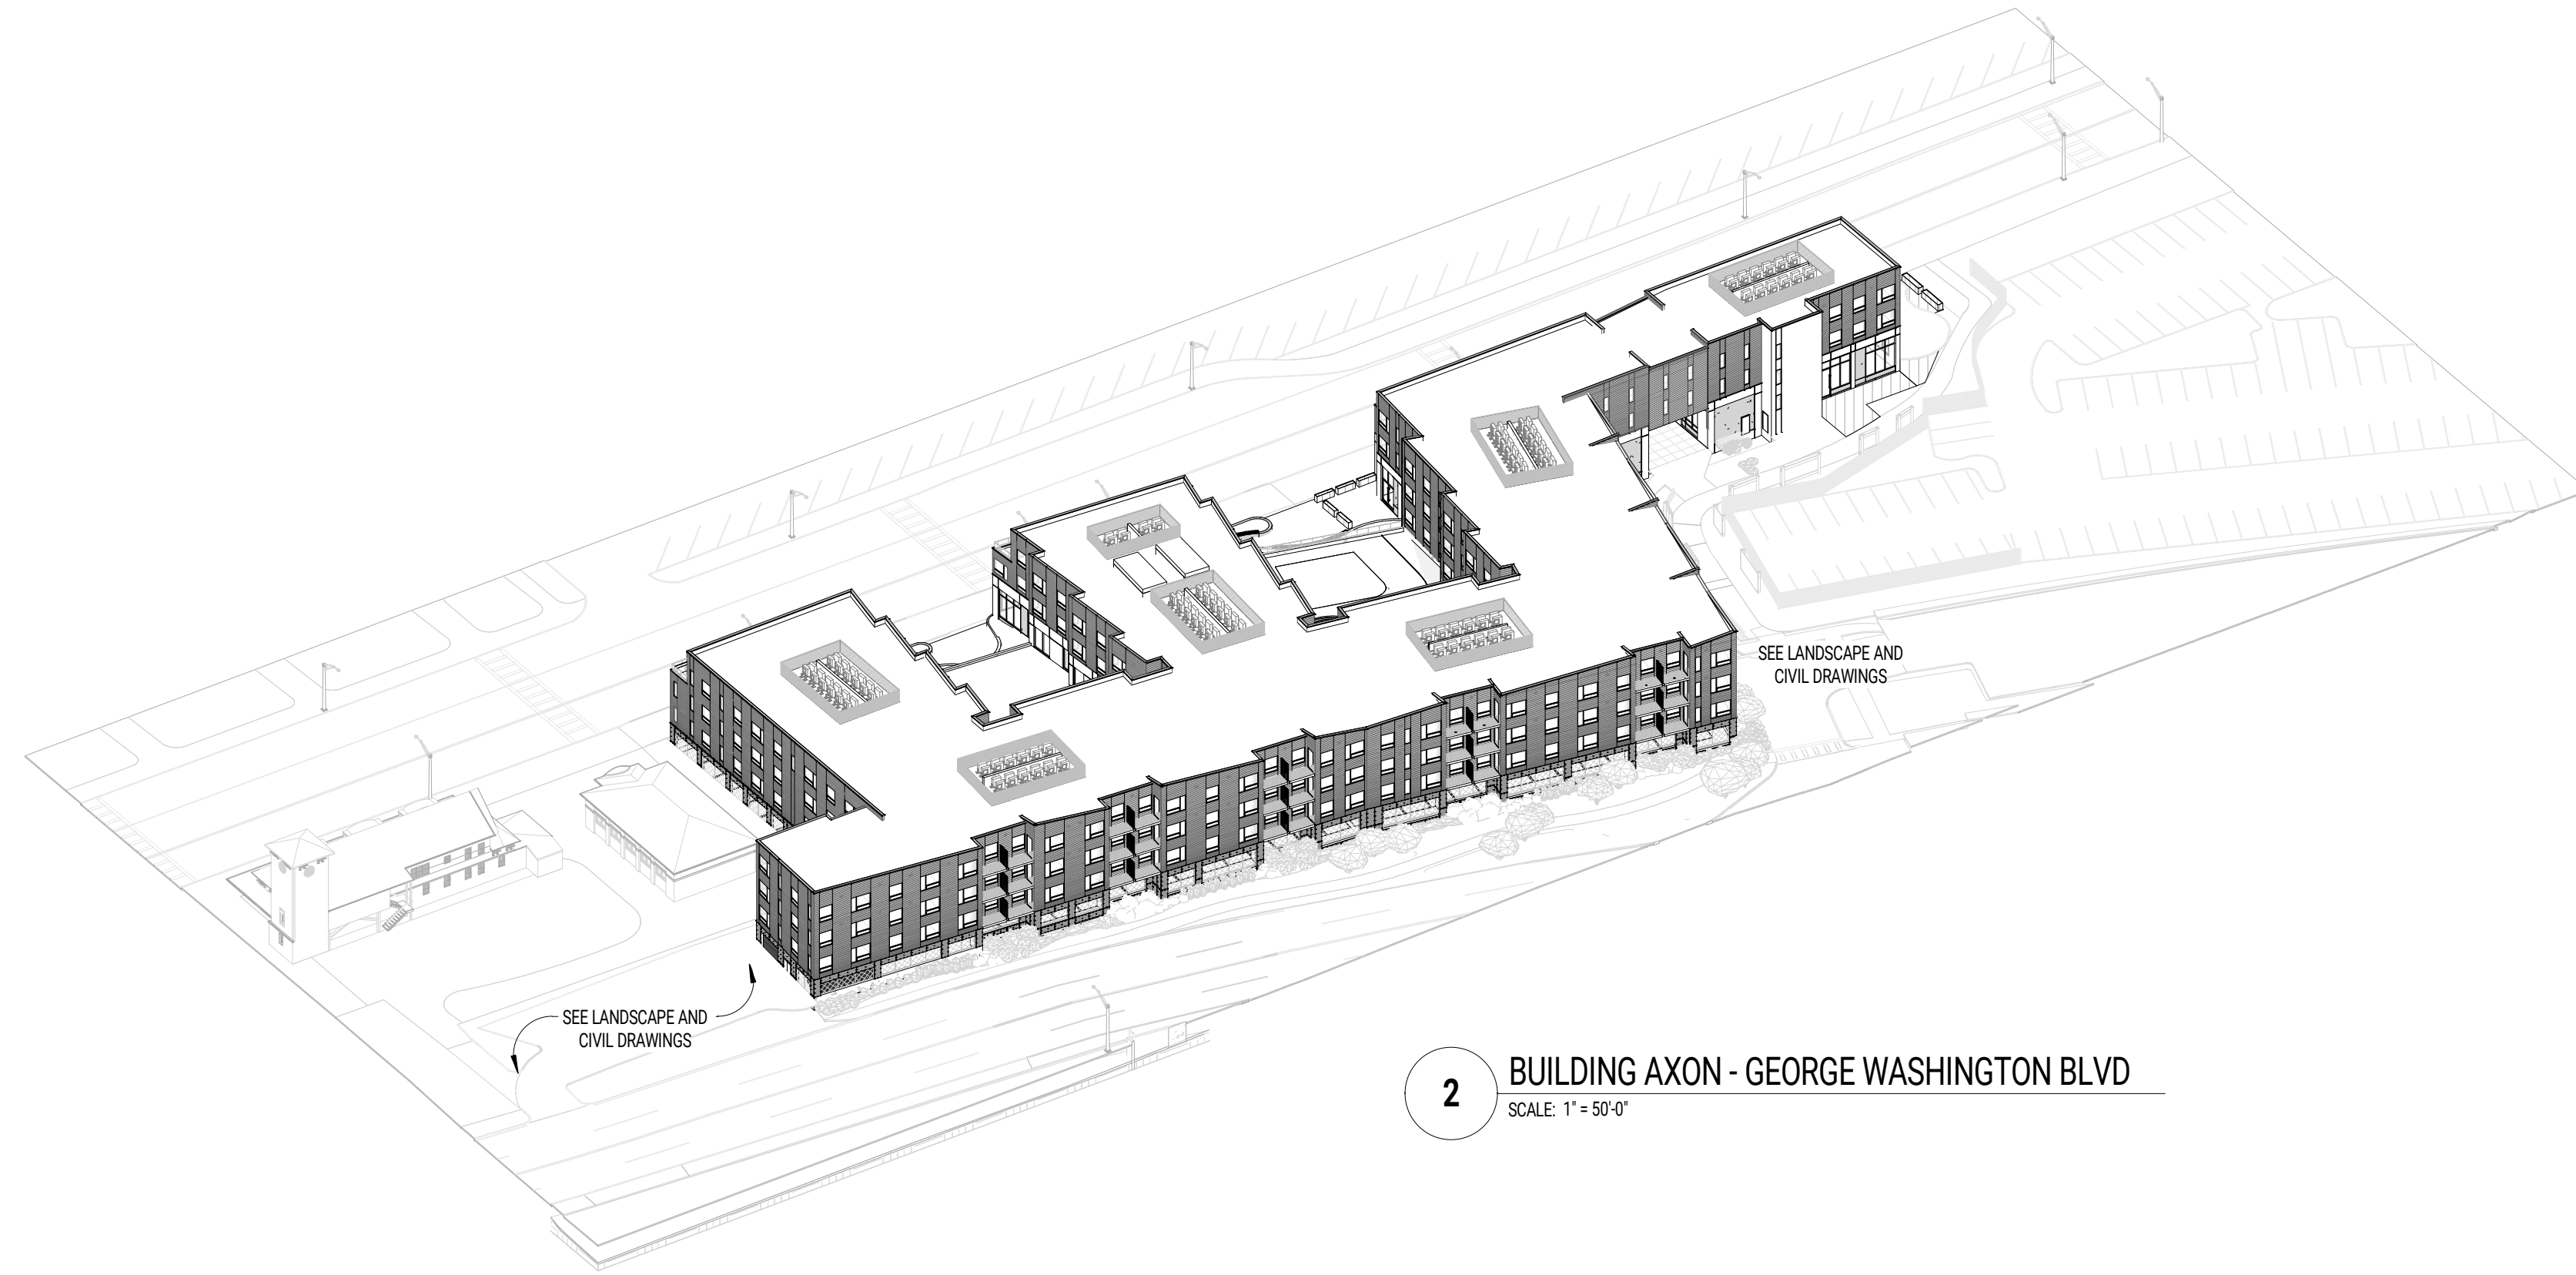 SEE LANDSCAPE AND
CIVIL DRAWINGS
SEE LANDSCAPE AND
CIVIL DRAWINGS
2
BUILDING AXON - GEORGE WASHINGTON BLVD
SCALE: 1" = 50'-0"